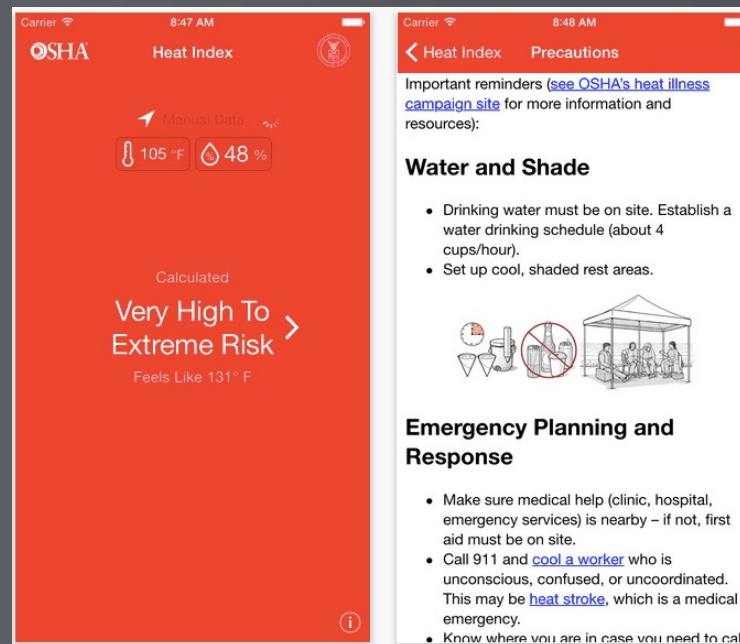 Carrier
8:47 AM
OSHA
Heat Index
Manual Data
105 °F
48 %
Calculated
Very High To
Extreme Risk
Feels Like 131° F
Carrier
8:48 AM
Heat Index
Precautions
Important reminders (see OSHA's heat illness
campaign site for more information and
resources):
Water and Shade
• Drinking water must be on site. Establish a
water drinking schedule (about 4
cups/hour).
• Set up cool, shaded rest areas.
Emergency Planning and
Response
• Make sure medical help (clinic, hospital,
emergency services) is nearby – if not, first
aid must be on site.
• Call 911 and cool a worker who is
unconscious, confused, or uncoordinated.
This may be heat stroke, which is a medical
emergency.
• Know where you are in case you need to call